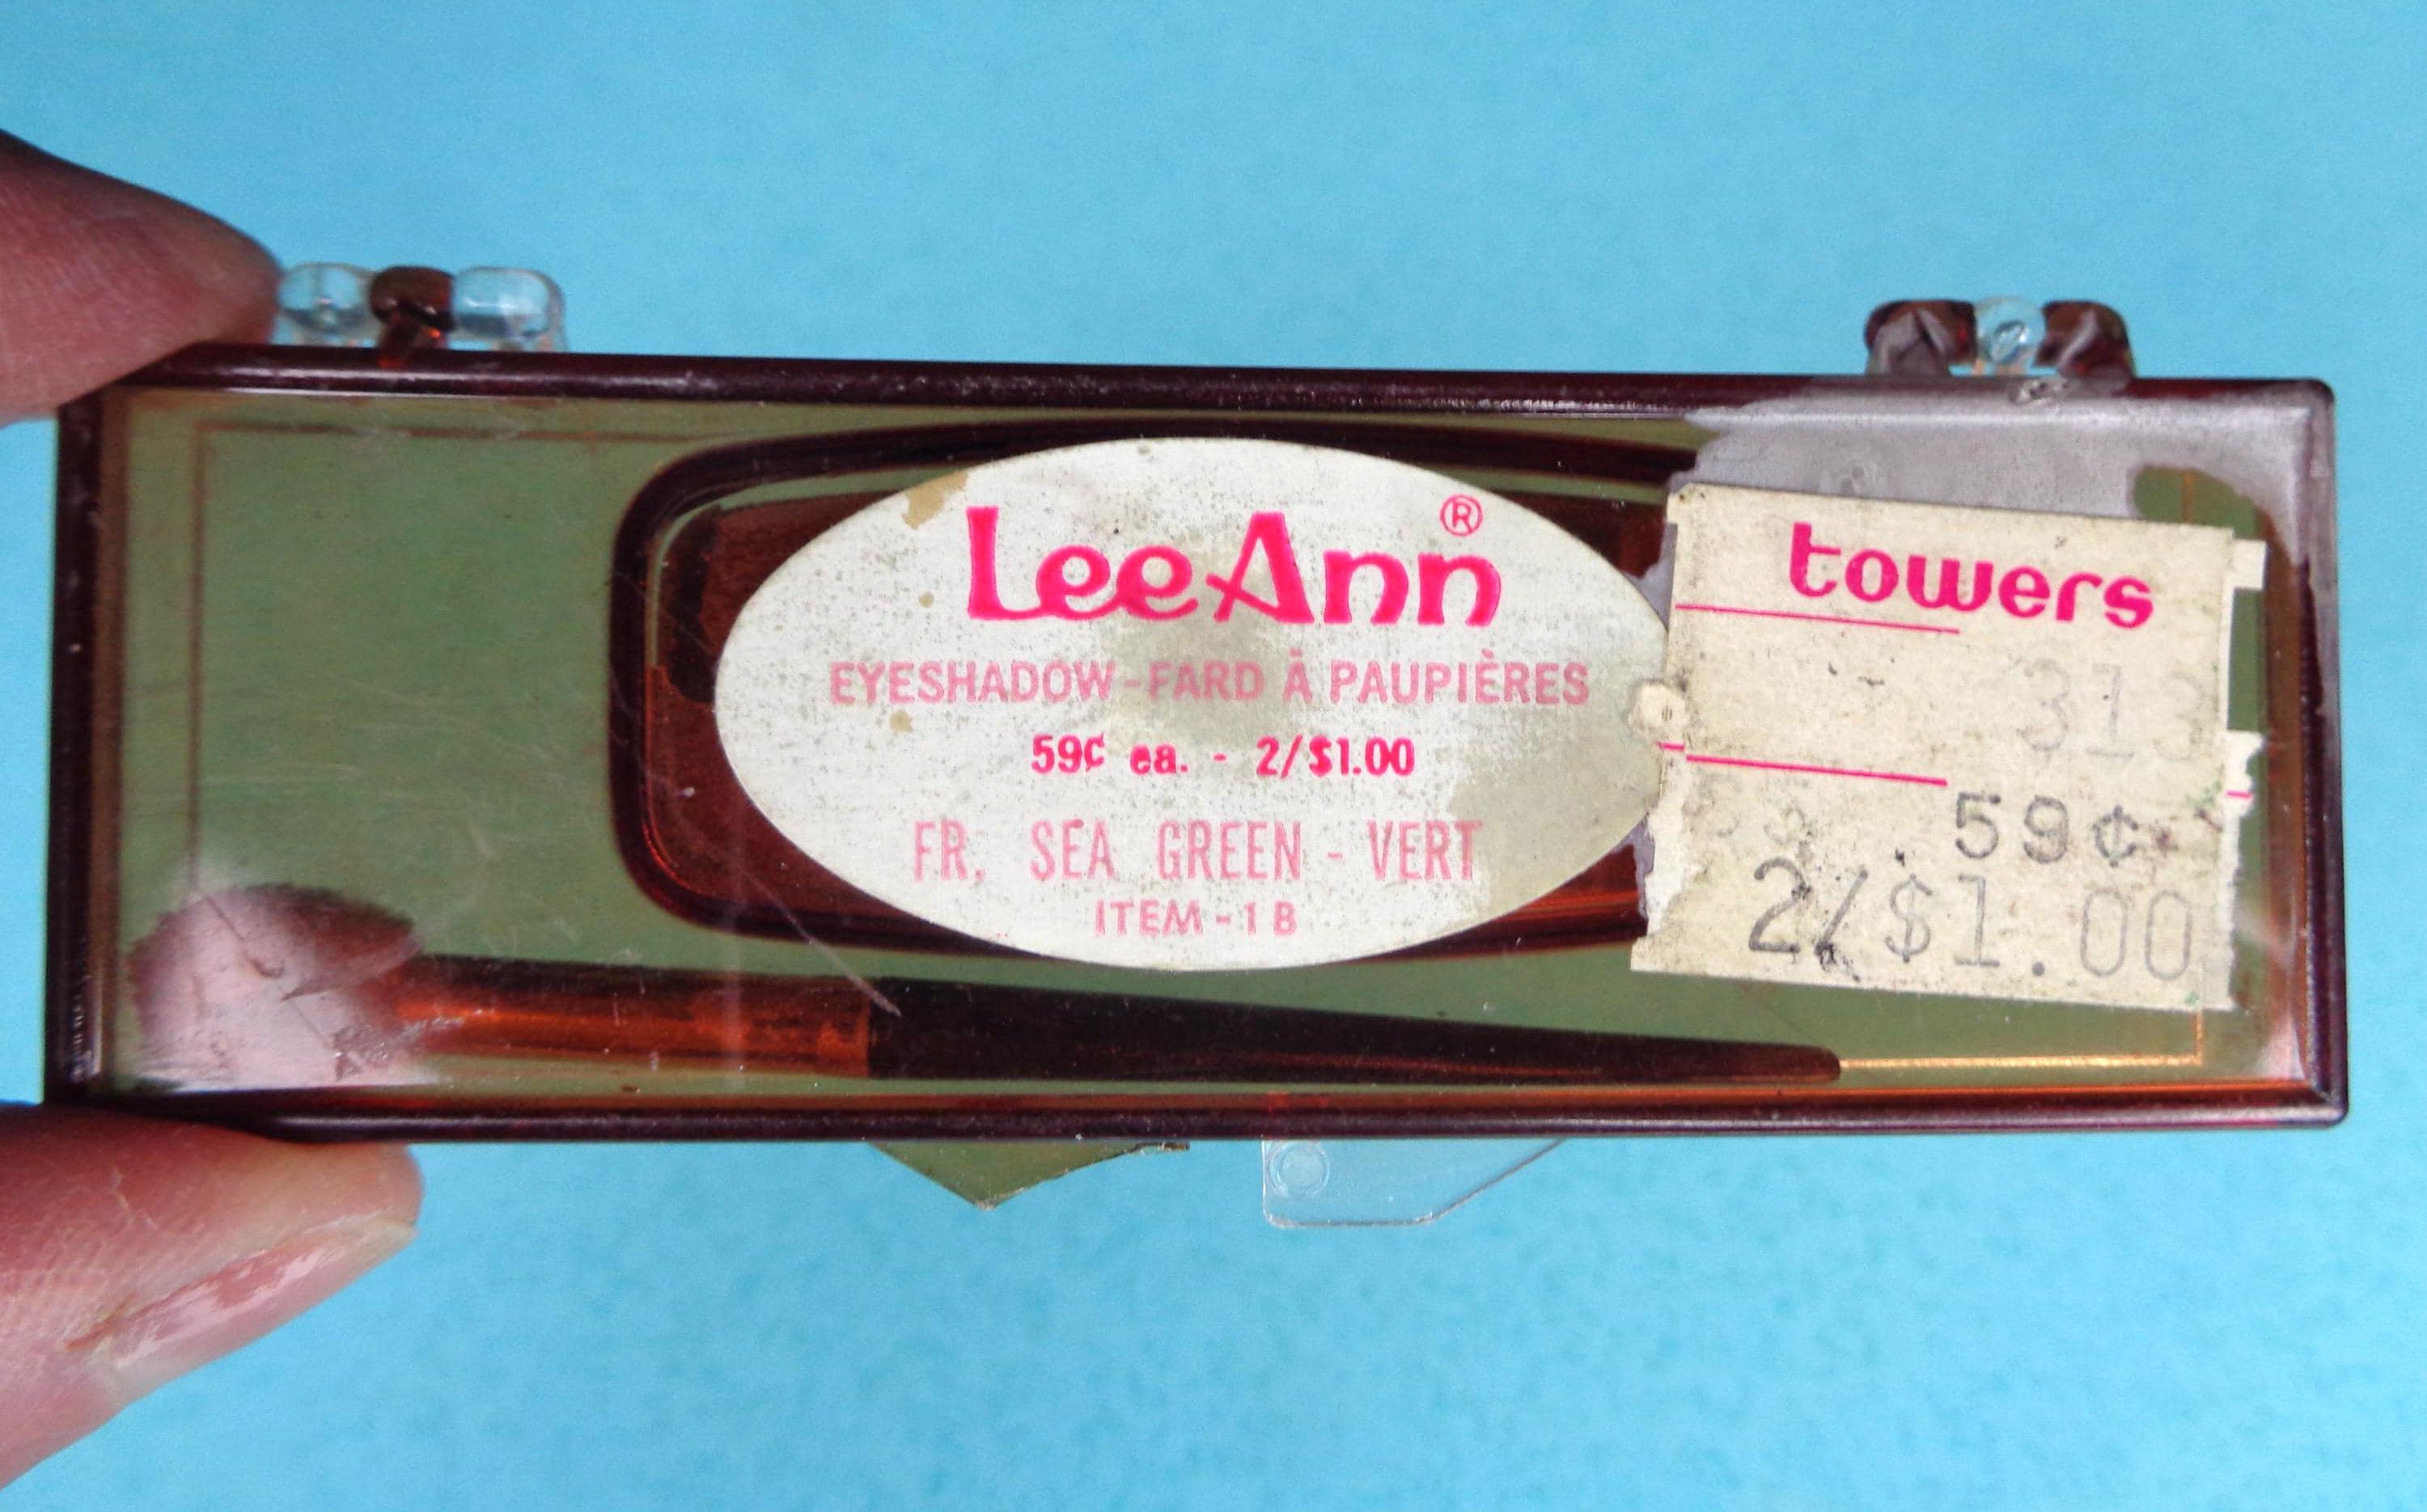 LeeAnn®
EYESHADOW-FARD À PAUPIÈRES
59¢ ea. - 2/$1.00
FR. SEA GREEN - VERT
ITEM-1B
towers
313
59¢
2/$1.00